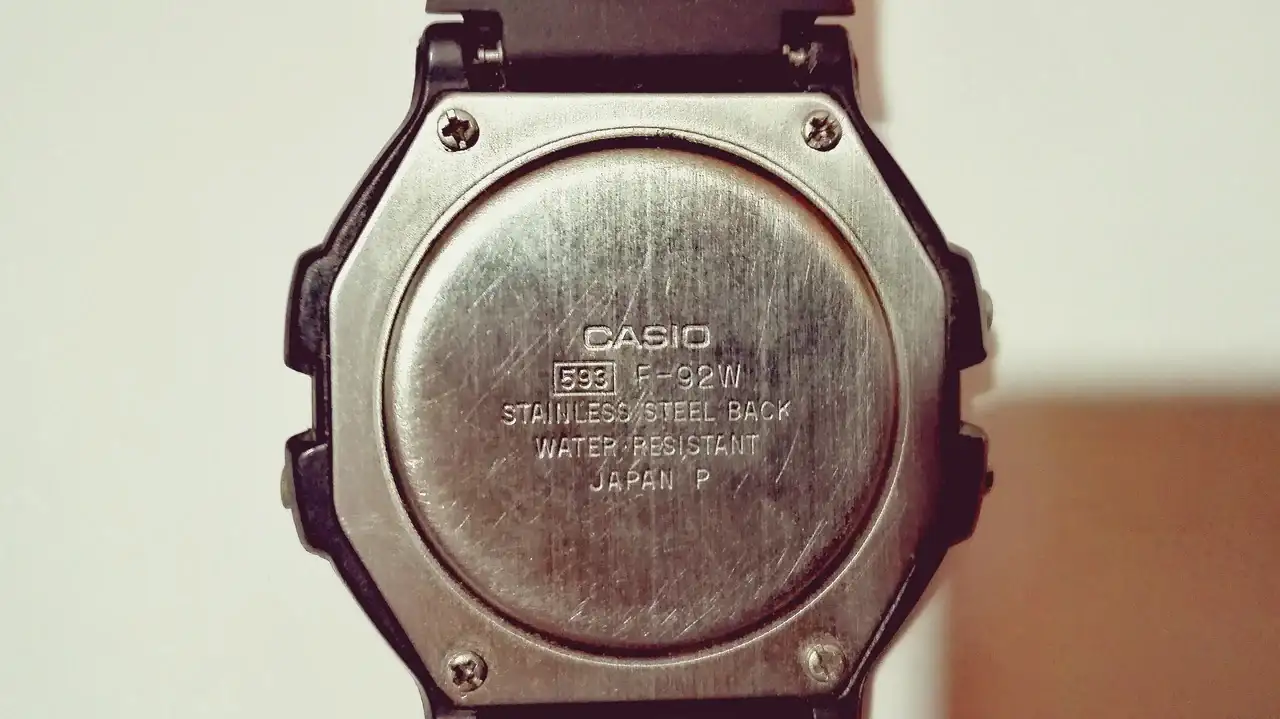 CASIO
593 F-92W
STAINLESS STEEL BACK
WATER RESISTANT
JAPAN P